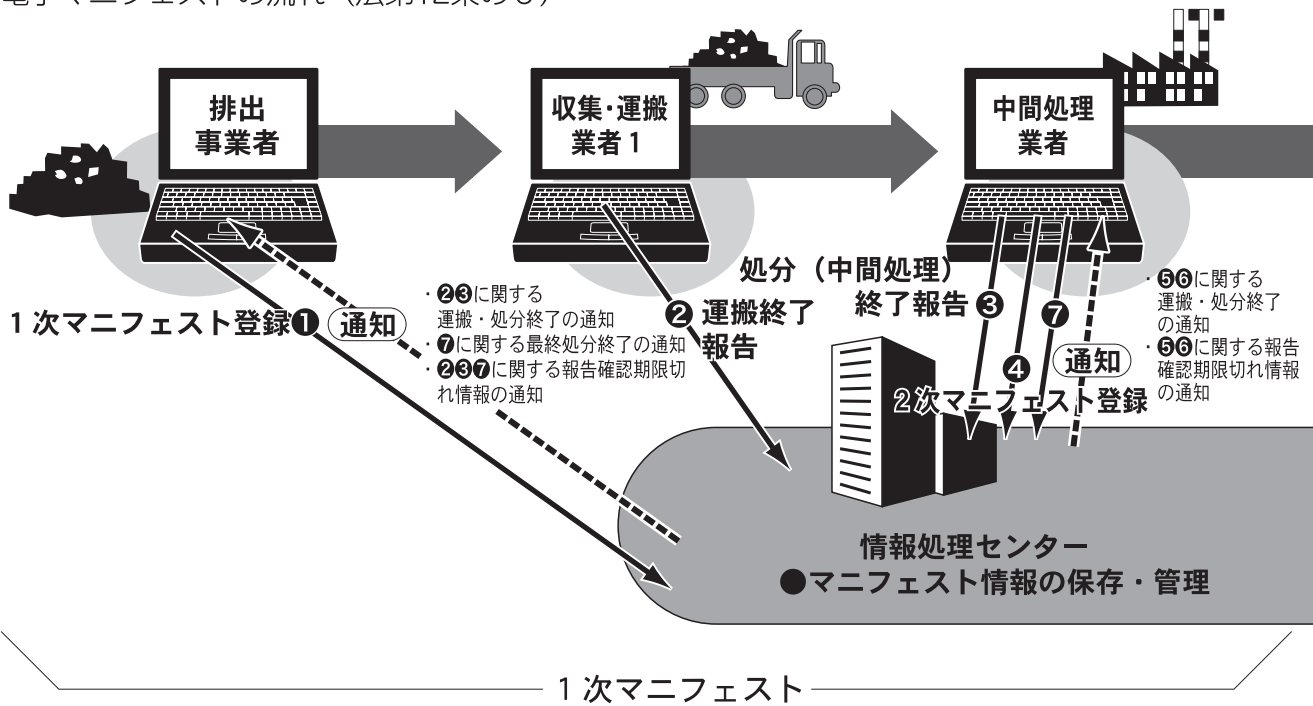 電子マニフェストの流れ（法第12条の5）
排出
事業者
収集・運搬
業者1
中間処理
業者
1次マニフェスト登録❶
通知
・❷❸に関する
運搬・処分終了の通知
・❼に関する最終処分終了の通知
・❷❸❼に関する報告確認期限切
れ情報の通知
❷ 運搬終了
報告
処分（中間処理）
終了報告 ❸
❹
❼
2次マニフェスト登録
通知
・❺❻に関する
運搬・処分終了
の通知
・❺❻に関する報告
確認期限切れ情報
の通知
情報処理センター
●マニフェスト情報の保存・管理
1次マニフェスト